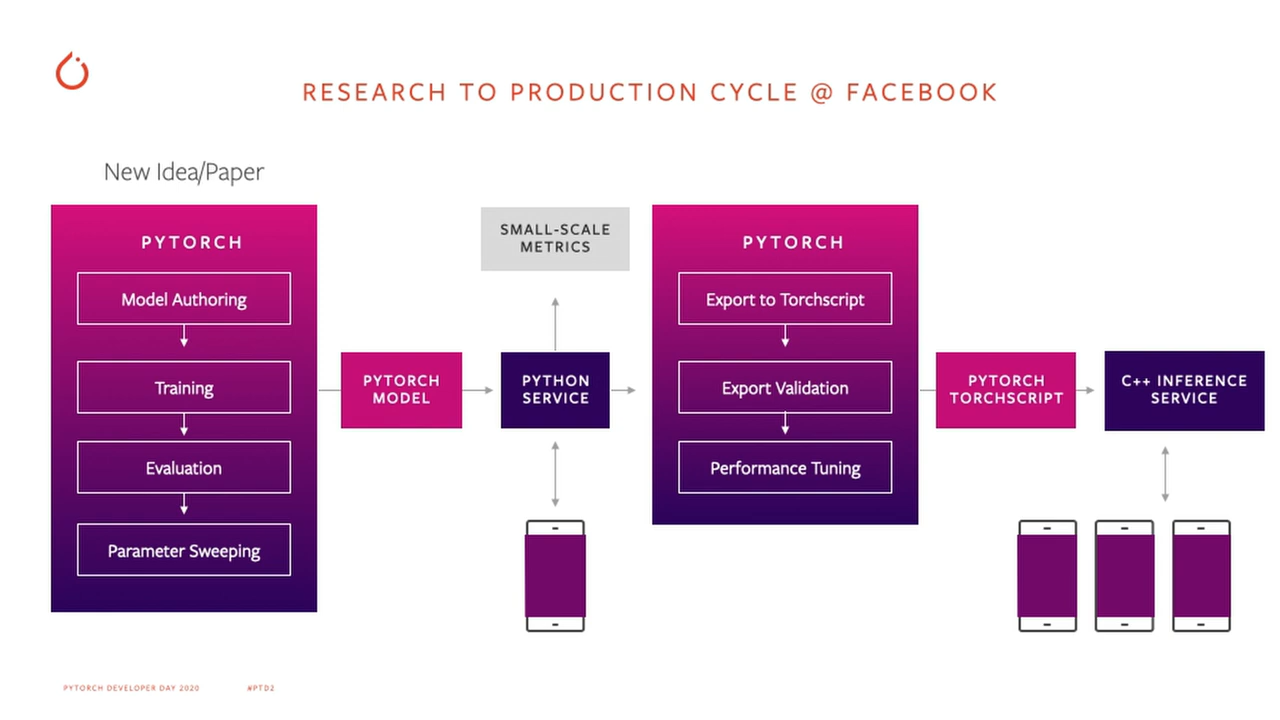 RESEARCH TO PRODUCTION CYCLE @ FACEBOOK
New Idea/Paper
PYTORCH
Model Authoring
Training
Evaluation
Parameter Sweeping
PYTORCH
MODEL
SMALL-SCALE
METRICS
PYTHON
SERVICE
PYTORCH
Export to Torchscript
Export Validation
Performance Tuning
PYTORCH
TORCHSCRIPT
C++ INFERENCE
SERVICE
PYTORCH DEVELOPER DAY 2020
#PTD2